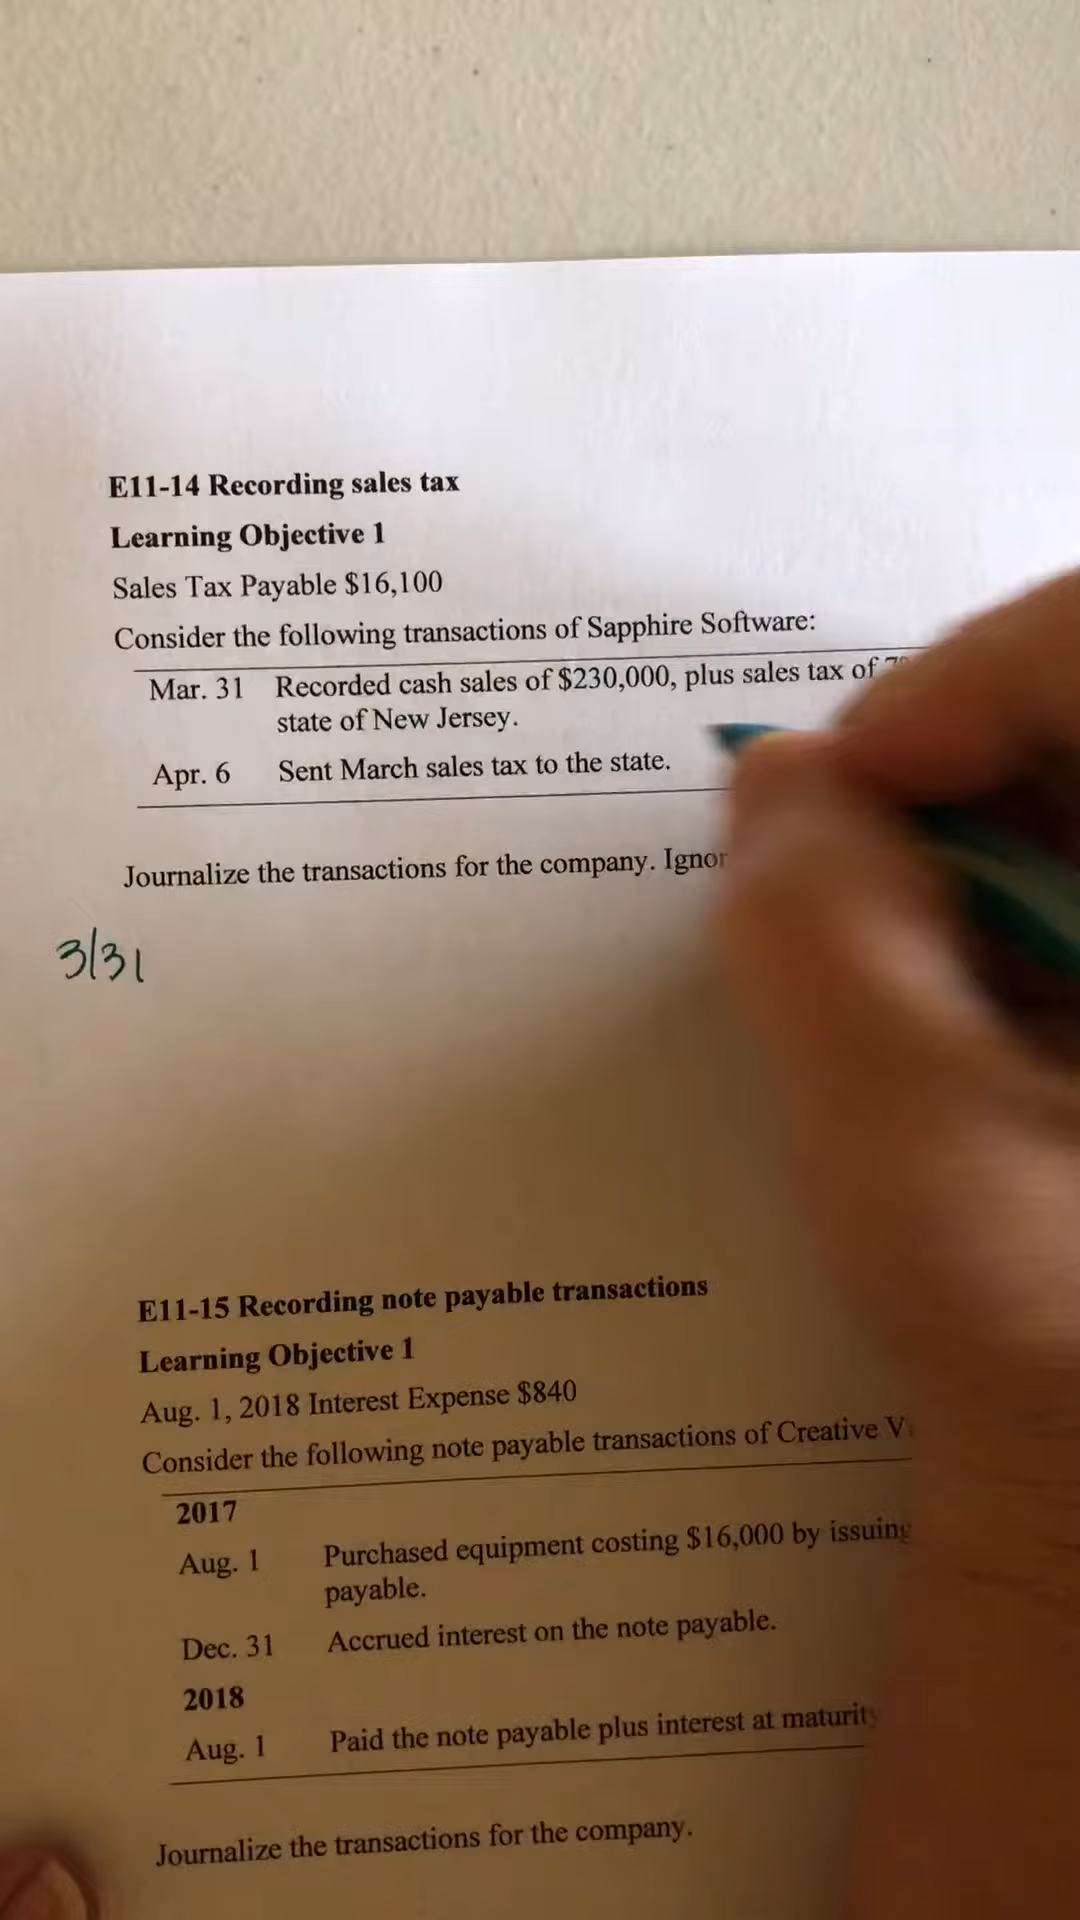 E11-14 Recording sales tax
Learning Objective 1
Sales Tax Payable $16,100
Consider the following transactions of Sapphire Software:
Mar. 31 Recorded cash sales of $230,000, plus sales tax of
state of New Jersey.
Apr. 6 Sent March sales tax to the state.
Journalize the transactions for the company.
3/31
E11-15 Recording note payable transactions
Learning Objective 1
Aug. 1, 2018 Interest Expense $840
Consider the following note payable transactions of Creative
2017
Aug. 1 Purchased equipment costing $16,000 by issuing
payable.
Dec. 31 Accrued interest on the note payable.
2018
Aug. 1 Paid the note payable plus interest at maturity
Journalize the transactions for the company.